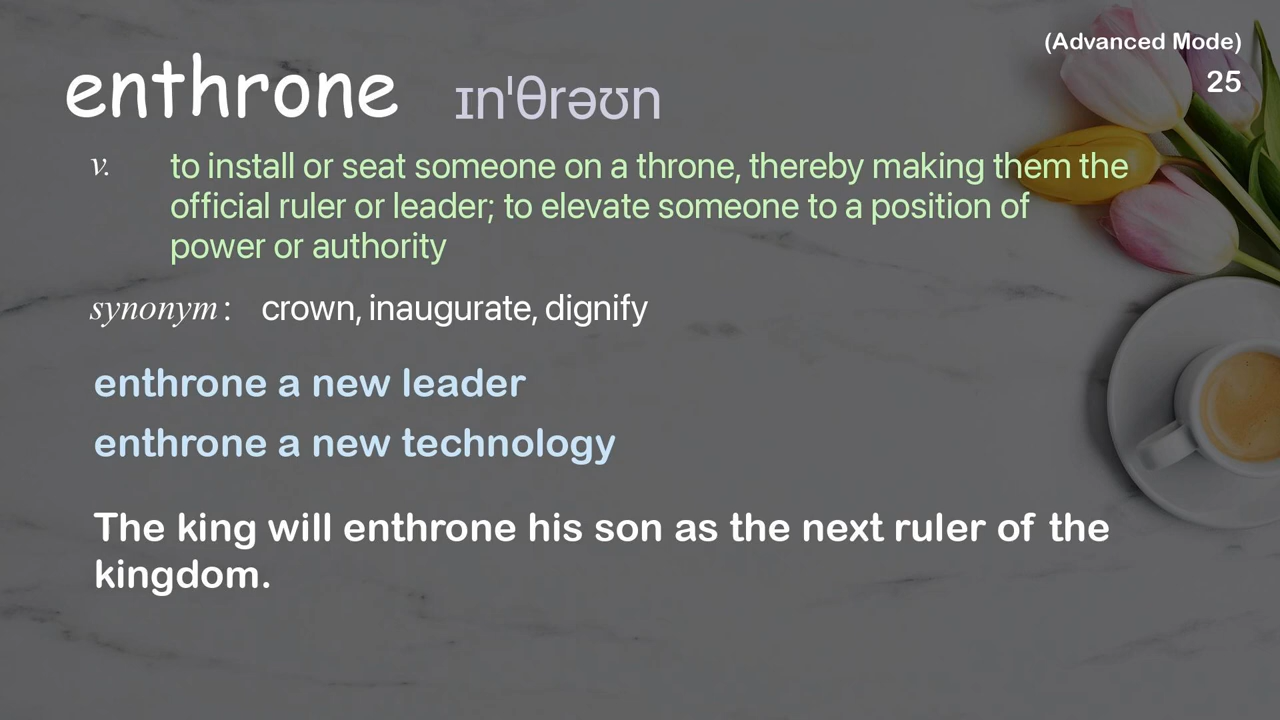 (Advanced Mode)
25
enthrone ɪnˈθrəʊn
v. to install or seat someone on a throne, thereby making them the
official ruler or leader; to elevate someone to a position of
power or authority
synonym: crown, inaugurate, dignify
enthrone a new leader
enthrone a new technology
The king will enthrone his son as the next ruler of the
kingdom.